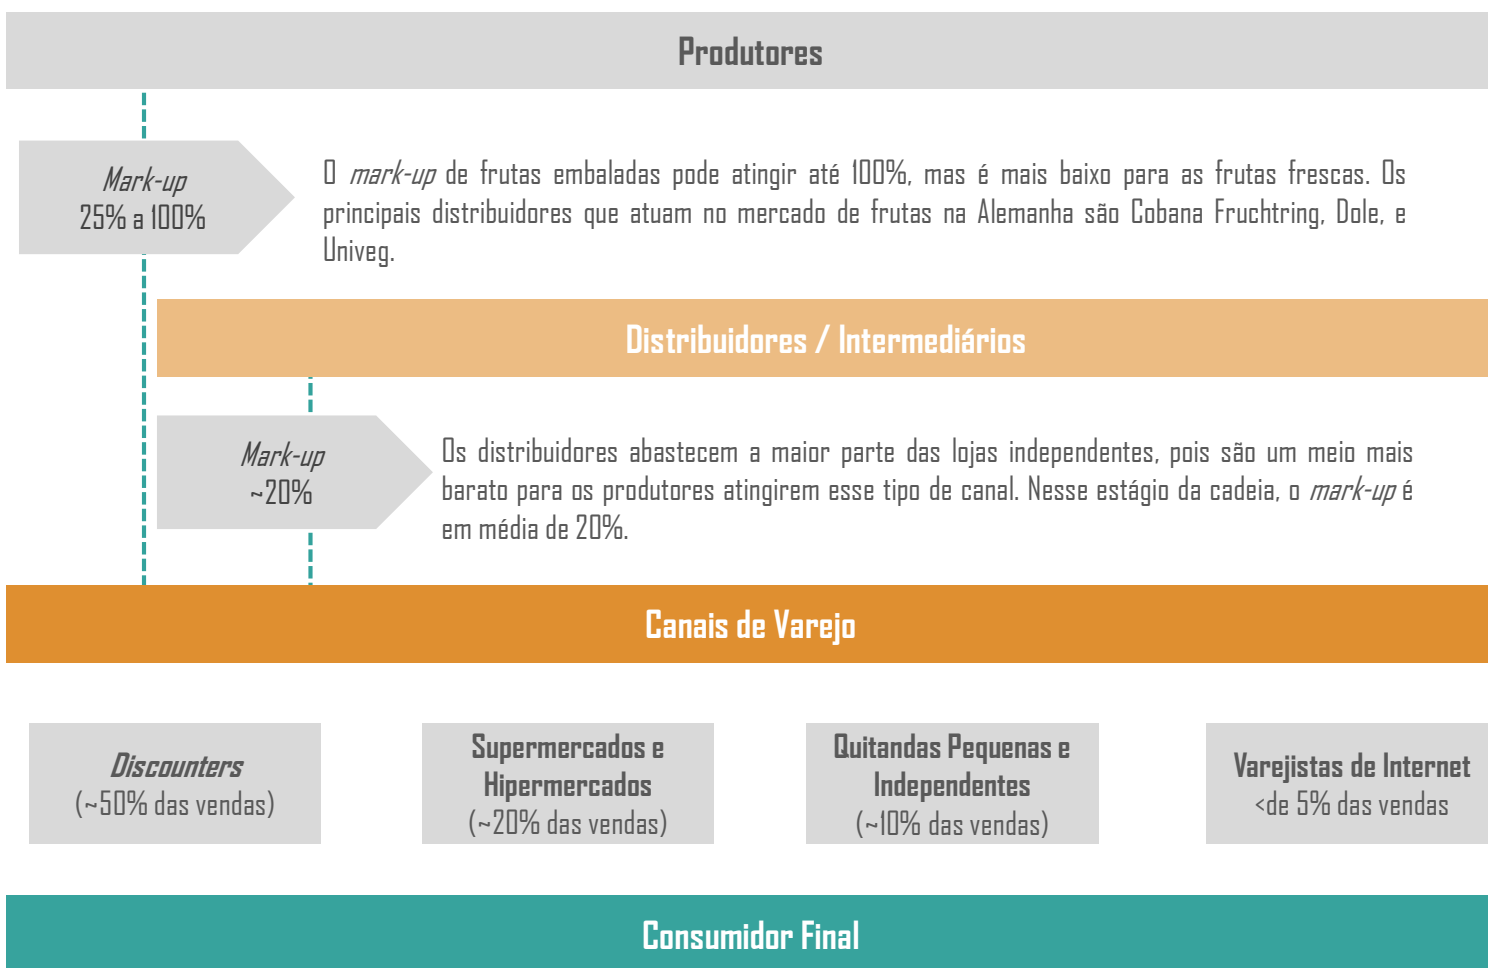 Produtores
Mark-up
25% a 100%
O mark-up de frutas embaladas pode atingir até 100%, mas é mais baixo para as frutas frescas. Os
principais distribuidores que atuam no mercado de frutas na Alemanha são Cobana Fruchtring, Dole, e
Univeg.
Distribuidores / Intermediários
Mark-up
~20%
Os distribuidores abastecem a maior parte das lojas independentes, pois são um meio mais
barato para os produtores atingirem esse tipo de canal. Nesse estágio da cadeia, o mark-up é
em média de 20%.
Canais de Varejo
Discounters
(~50% das vendas)
Supermercados e
Hipermercados
(~20% das vendas)
Quitandas Pequenas e
Independentes
(~10% das vendas)
Varejistas de Internet
<de 5% das vendas
Consumidor Final